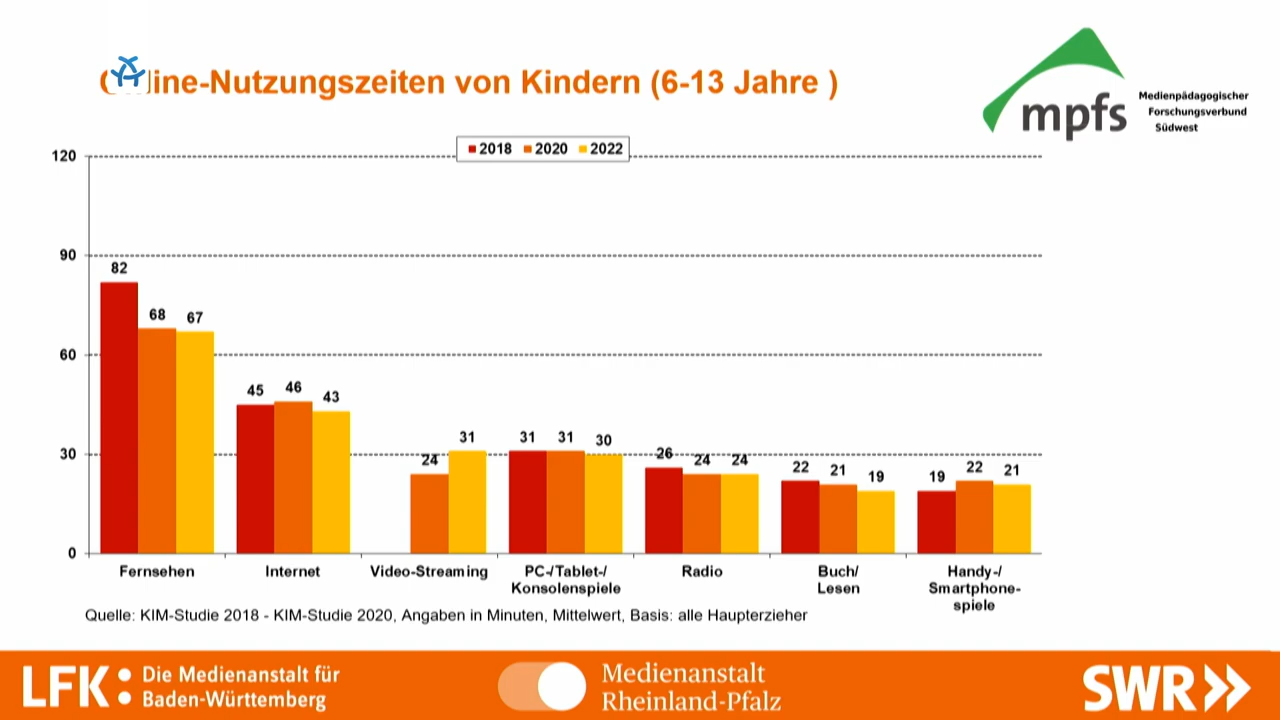 line-Nutzungszeiten von Kindern (6-13 Jahre )
mpfs
Medienpädagogischer
Forschungsverbund
Südwest
2018 2020 2022
120
90
60
30
0
82 68 67
45 46 43
24 31
31 31 30
26 24 24
22 21 19
19 22 21
Fernsehen
Internet
Video-Streaming
PC-/Tablet-/
Konsolenspiele
Radio
Buch/
Lesen
Handy-/
Smartphone-
spiele
Quelle: KIM-Studie 2018 - KIM-Studie 2020, Angaben in Minuten, Mittelwert, Basis: alle Haupterzieher
LFK:
Die Medienanstalt für
Baden-Württemberg
Medienanstalt
Rheinland-Pfalz
SWR